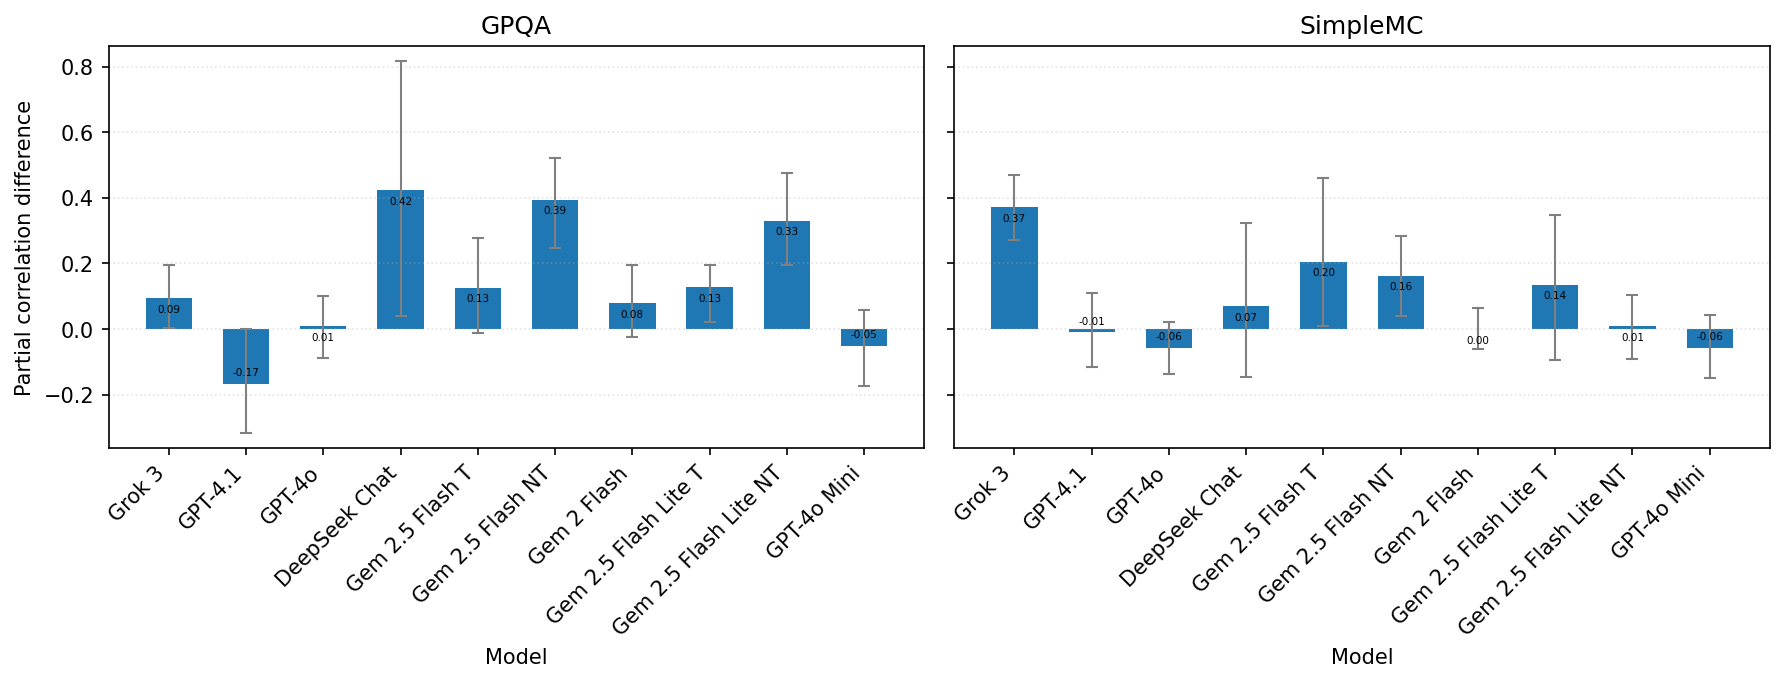 GPQA
SimpleMC
Partial correlation difference
0.8
0.6
0.4
0.2
0.0
−0.2
0.09
-0.17
0.01
0.42
0.13
0.39
0.08
0.13
0.33
-0.05
0.37
-0.01
-0.06
0.07
0.20
0.16
0.00
0.14
0.01
-0.06
Grok 3
GPT-4.1
GPT-4o
DeepSeek Chat
Gem 2.5 Flash T
Gem 2.5 Flash NT
Gem 2 Flash
Gem 2.5 Flash Lite T
Gem 2.5 Flash Lite NT
GPT-4o Mini
Grok 3
GPT-4.1
GPT-4o
DeepSeek Chat
Gem 2.5 Flash T
Gem 2.5 Flash NT
Gem 2 Flash
Gem 2.5 Flash Lite T
Gem 2.5 Flash Lite NT
GPT-4o Mini
Model
Model